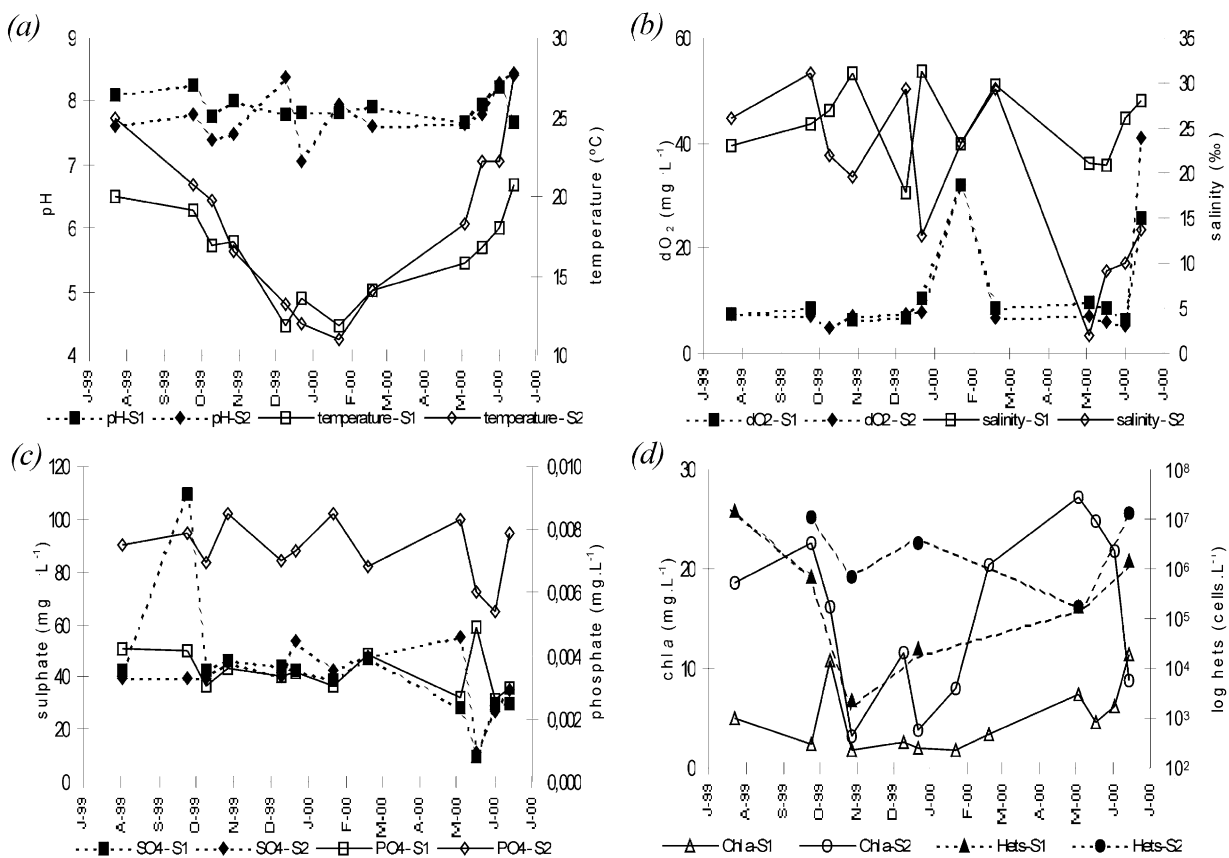 (a)
9
8
7
6
5
4
pH
30
25
20
15
10
temperature (°C)
J-99
A-99
S-99
O-99
N-99
D-99
J-00
F-00
M-00
M-00
J-00
J-00
pH-S1 pH-S2 temperature-S1 temperature-S2
(b)
60
40
20
0
dO2 (mg ·L-1)
35
30
25
20
15
10
5
0
salinity (‰)
J-99
A-99
S-99
O-99
N-99
D-99
J-00
F-00
M-00
M-00
J-00
J-00
dO2-S1 dO2-S2 salinity-S1 salinity-S2
(c)
120
100
80
60
40
20
0
sulphate (mg ·L-1)
0,010
0,008
0,006
0,004
0,002
0,0000
phosphate (mg.L-1)
J-99
A-99
S-99
O-99
N-99
D-99
J-00
F-00
M-00
M-00
J-00
J-00
SO4-S1 SO4-S2 PO4-S1 PO4-S2
(d)
30
20
10
0
chla (mg.L-1)
10^8
10^7
10^6
10^5
10^4
10^3
10^2
log hets (cells.L-1)
J-99
A-99
S-99
O-99
N-99
D-99
J-00
F-00
M-00
M-00
J-00
J-00
Chla-S1 Chla-S2 Hets-S1 Hets-S2